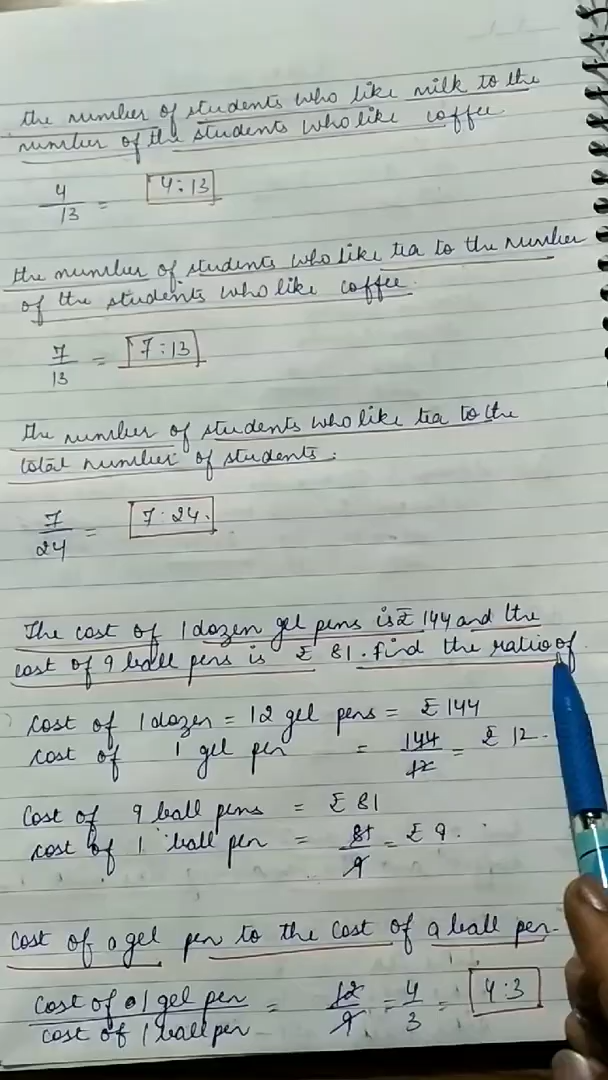 the number of students who like milk to the
number of the students who like coffee.
4/13 = 4:13
the number of students who like tea to the number
of the students who like coffee.
7/13 = 7:13
the number of students who like tea to the
total number of students.
7/24 = 7:24.
The cost of 1 dozen gel pens is ₹ 144 and the
cost of 9 ball pens is ₹ 81. find the ratio of
cost of 1 dozen = 12 gel pens = ₹ 144
cost of 1 gel pen = 144/12 = ₹ 12.
cost of 9 ball pens = ₹ 81
cost of 1 ball pen = 81/9 = ₹ 9.
cost of a gel pen to the cost of a ball pen.
cost of 1 gel pen/cost of 1 ball pen = 12/9 = 4/3 = 4:3